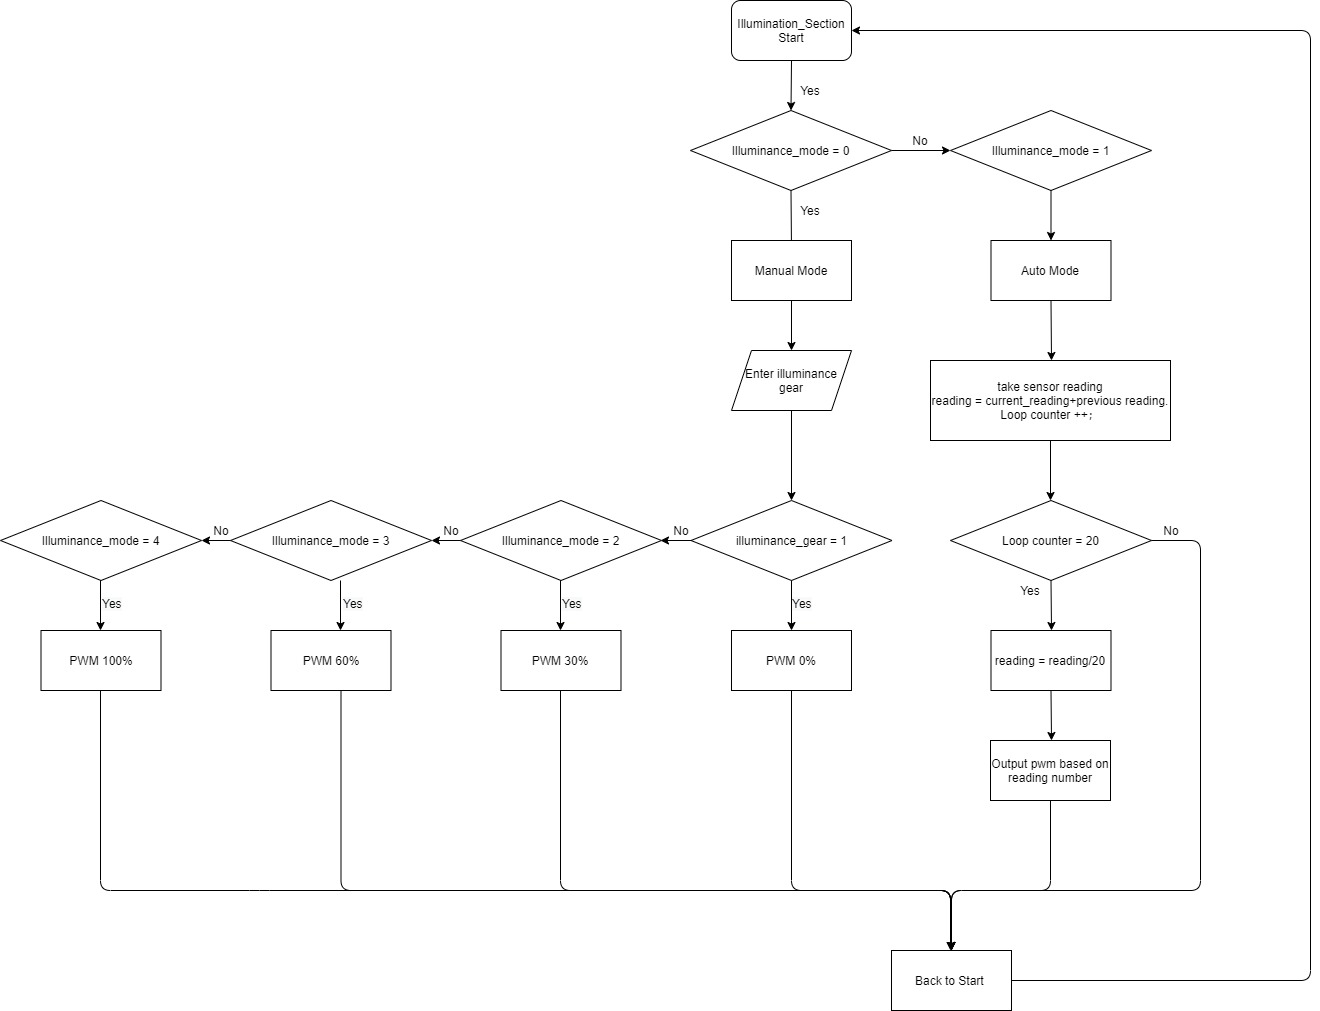 Illumination_Section
Start
Yes
Illuminance_mode = 0
No
Illuminance_mode = 1
Yes
Manual Mode
Auto Mode
Enter illuminance
gear
take sensor reading
reading = current_reading+previous reading.
Loop counter ++;
Illuminance_mode = 4
No
Illuminance_mode = 3
No
Illuminance_mode = 2
No
illuminance_gear = 1
Loop counter = 20
No
Yes
Yes
Yes
Yes
Yes
PWM 100%
PWM 60%
PWM 30%
PWM 0%
reading = reading/20
Output pwm based on
reading number
Back to Start